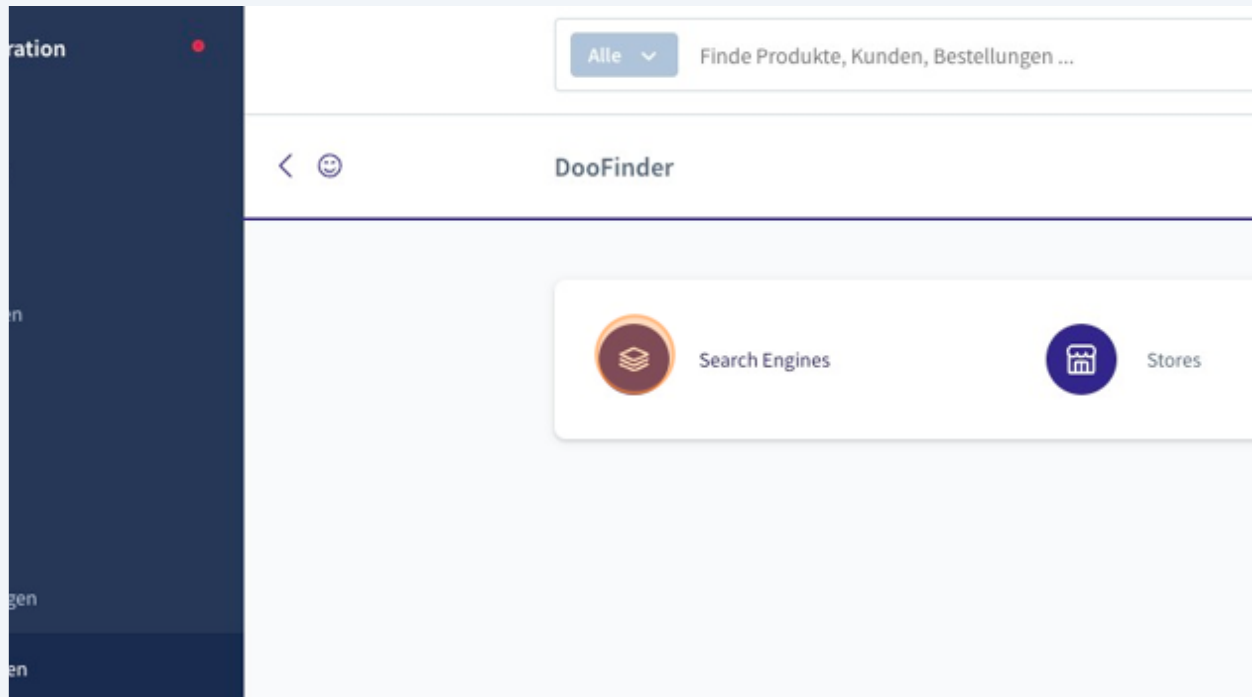 ration
Alle
Finde Produkte, Kunden, Bestellungen ...
DooFinder
en
Search Engines
Stores
gen
en